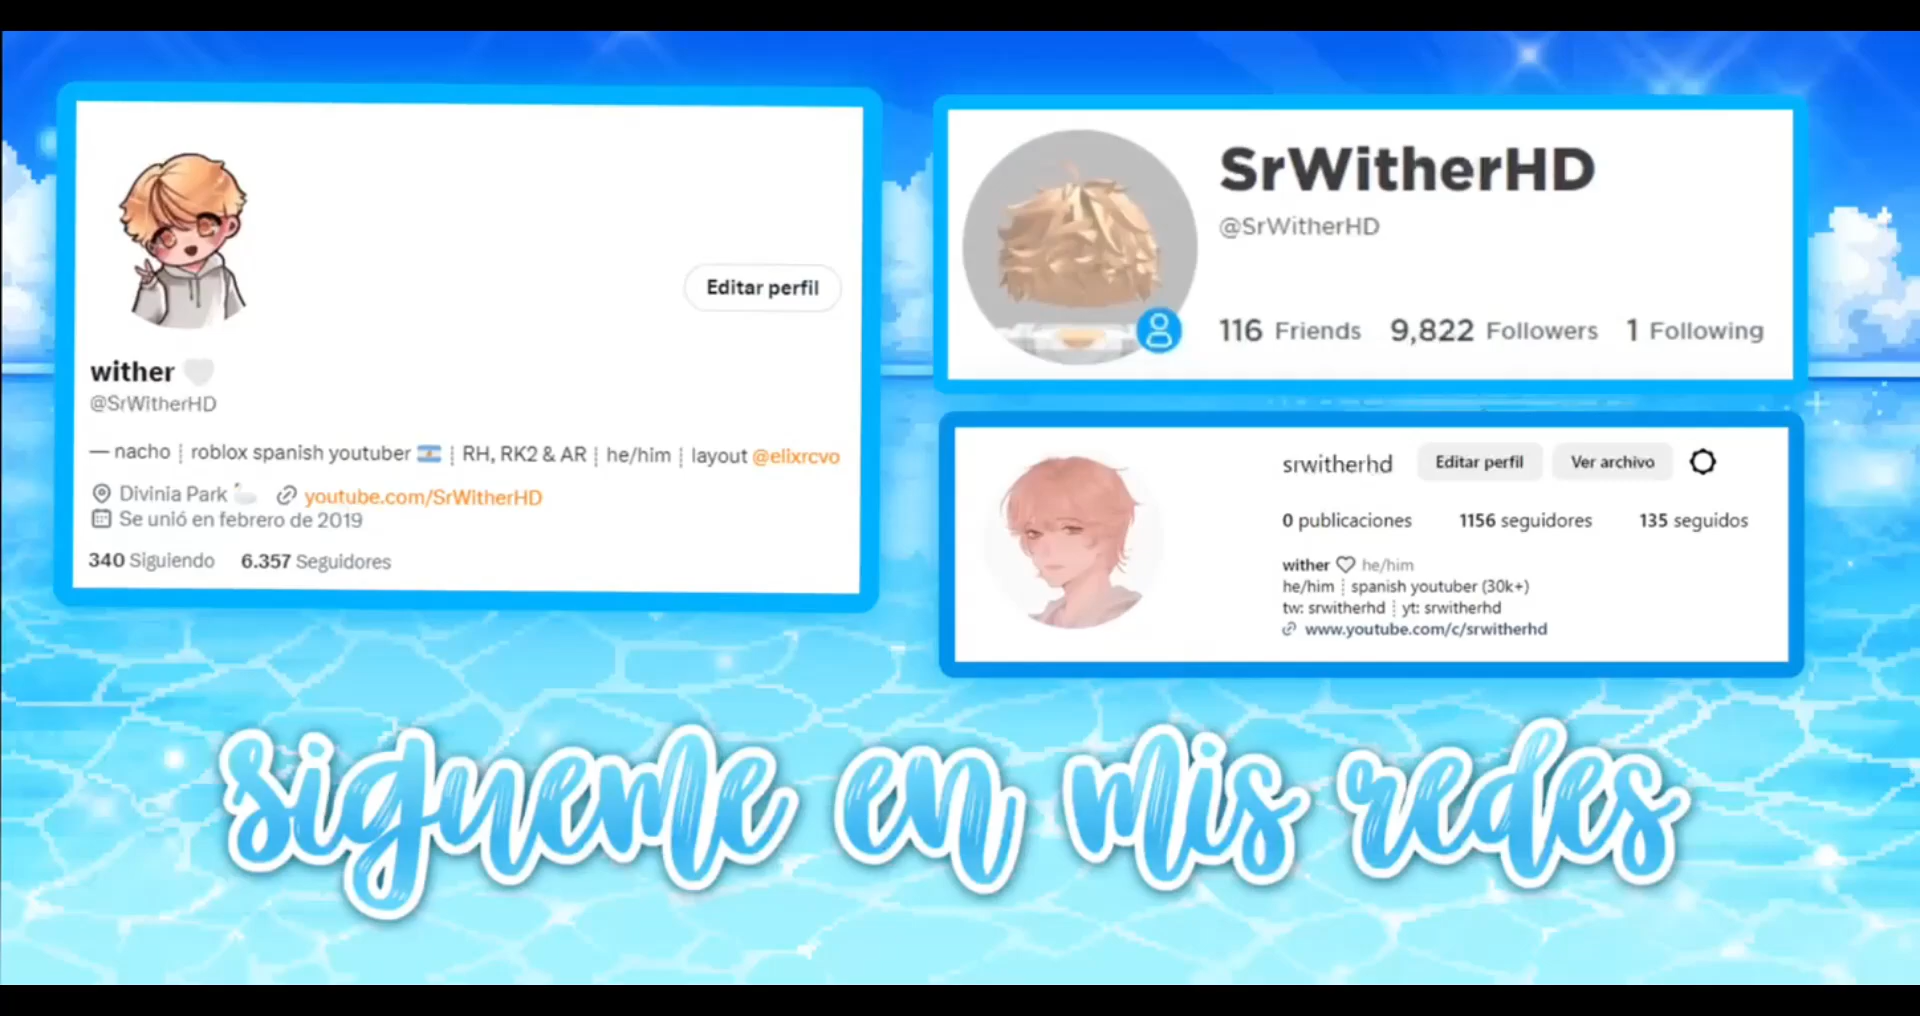 wither
@SrWitherHD
— nacho ┊ roblox spanish youtuber 🇦🇷 ┊ RH, RK2 & AR ┊ he/him ┊ layout @elixrcvo
Divinia Park 🦢 youtube.com/SrWitherHD
Se unió en febrero de 2019
340 Siguiendo 6.357 Seguidores
Editar perfil
SrWitherHD
@SrWitherHD
116 Friends 9,822 Followers 1 Following
srwitherhd Editar perfil Ver archivo
0 publicaciones 1156 seguidores 135 seguidos
wither ♡ he/him
he/him ┊ spanish youtuber (30k+)
tw: srwitherhd ┊ yt: srwitherhd
www.youtube.com/c/srwitherhd
sigueme en mis redes